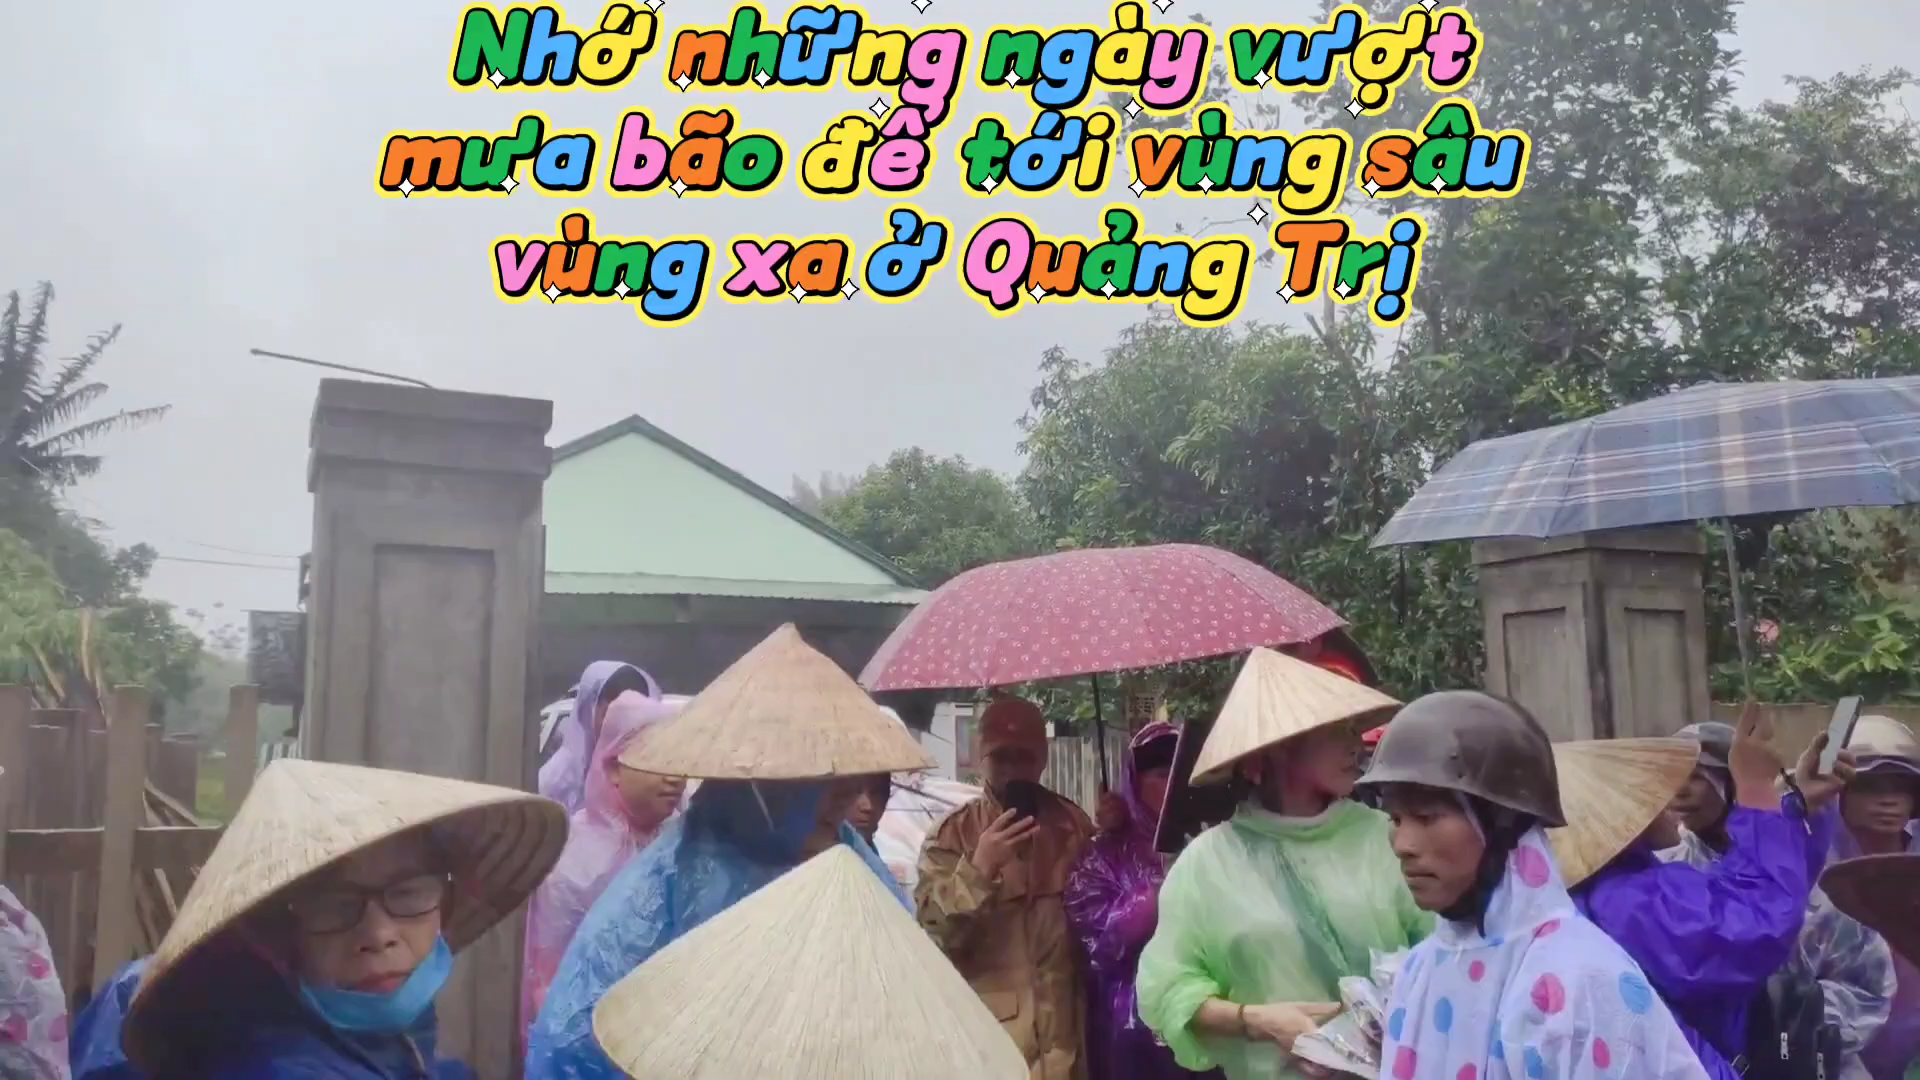 Nhớ những ngày vượt
mưa bão để tới vùng sâu
vùng xa ở Quảng Trị